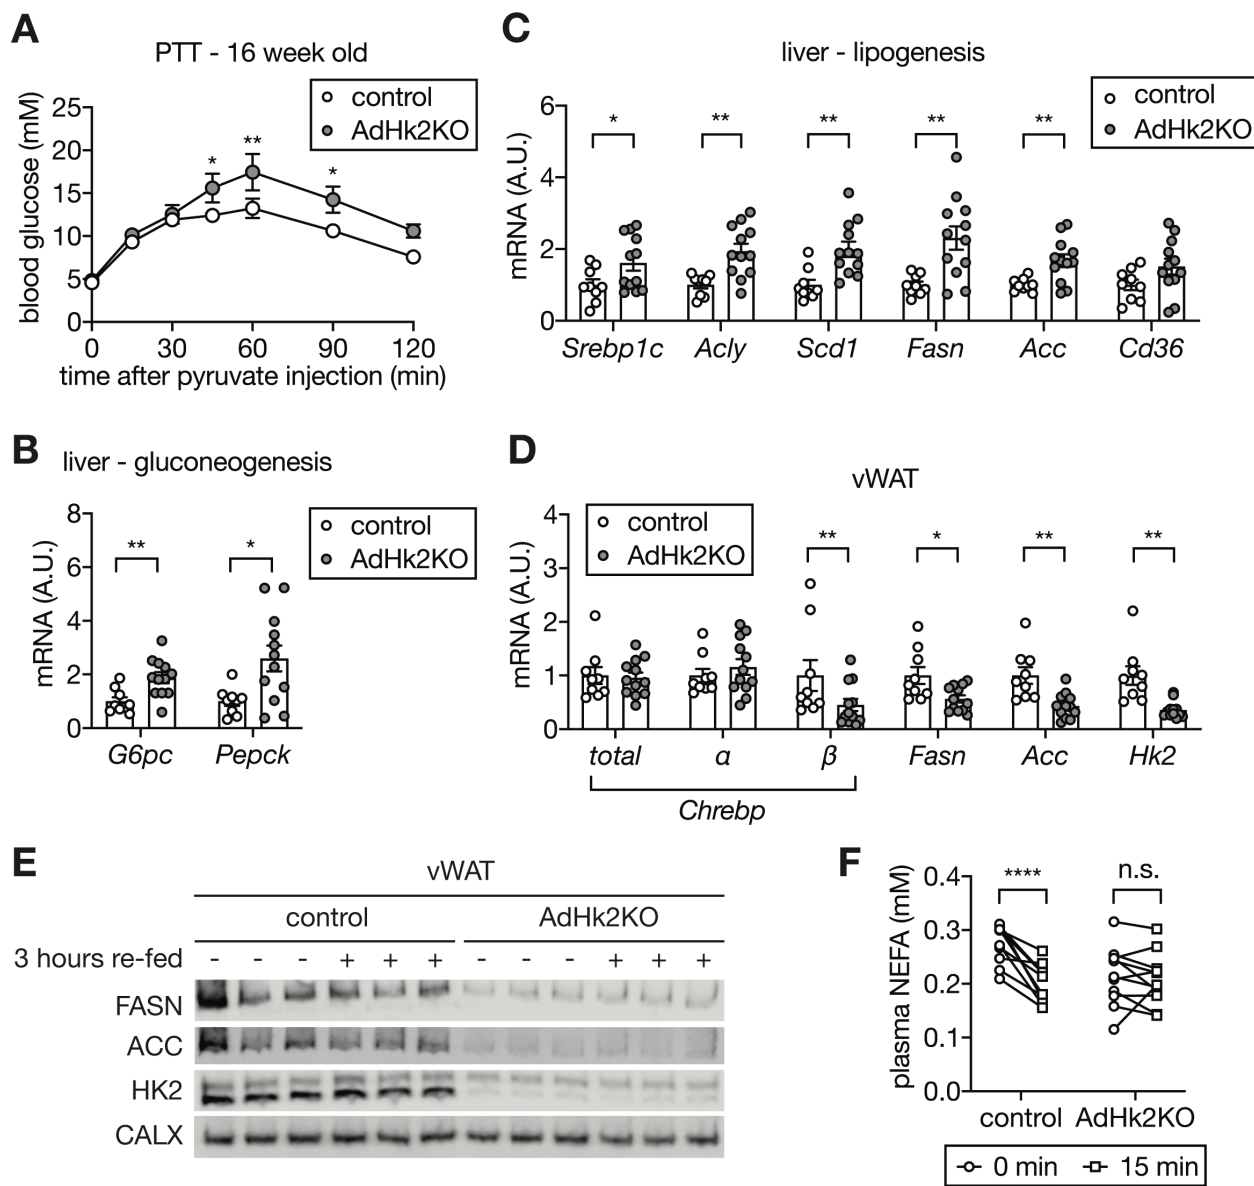 A
PTT - 16 week old
control
AdHk2KO
blood glucose (mM)
25
20
15
10
5
0
*
**
*
0 30 60 90 120
time after pyruvate injection (min)
C
liver - lipogenesis
control
AdHk2KO
mRNA (A.U.)
6
4
2
0
* ** ** ** **
Srebp1c Acly Scd1 Fasn Acc Cd36
B
liver - gluconeogenesis
control
AdHk2KO
mRNA (A.U.)
8
6
4
2
0
** *
G6pc Pepck
D
vWAT
control
AdHk2KO
mRNA (A.U.)
4
3
2
1
0
** * ** **
total α β Fasn Acc Hk2
Chrebp
E
vWAT
control AdHk2KO
3 hours re-fed - - - + + + - - - + + +
FASN
ACC
HK2
CALX
F
plasma NEFA (mM)
0.4
0.3
0.2
0.1
0.0
**** n.s.
control AdHk2KO
0 min 15 min